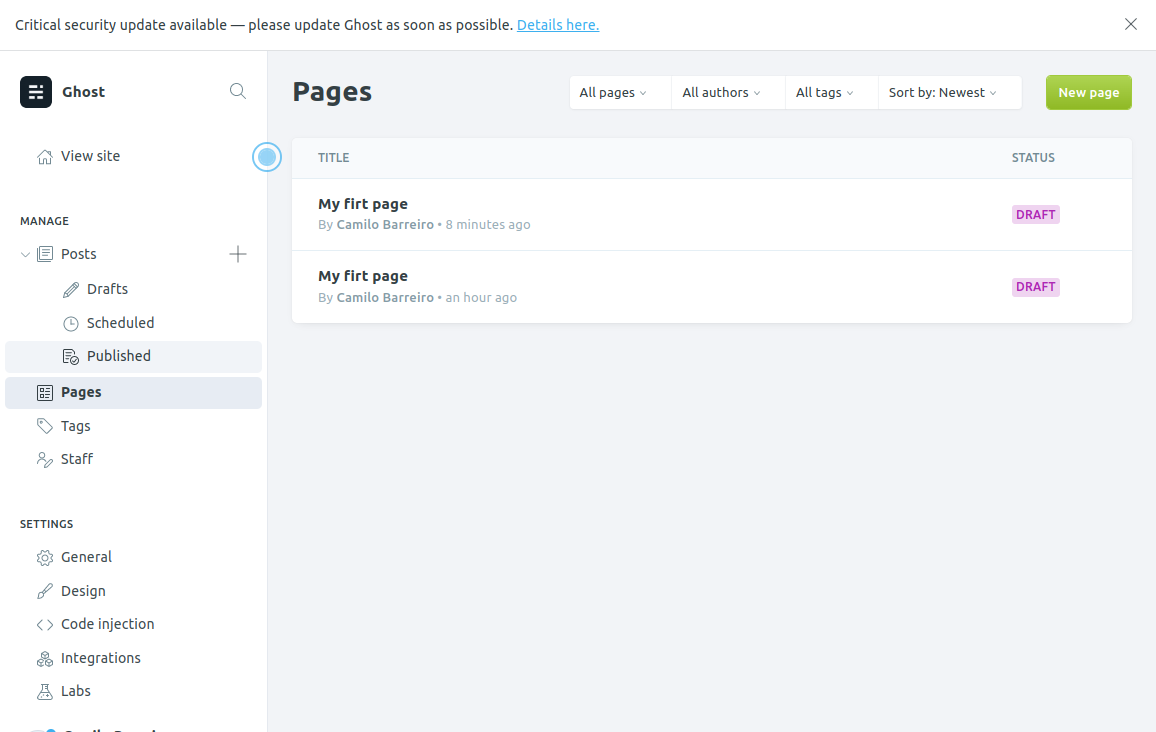 Critical security update available — please update Ghost as soon as possible. Details here.
Ghost
View site
MANAGE
Posts
Drafts
Scheduled
Published
Pages
Tags
Staff
SETTINGS
General
Design
Code injection
Integrations
Labs
Pages
All pages
All authors
All tags
Sort by: Newest
New page
TITLE STATUS
My firt page
By Camilo Barreiro • 8 minutes ago
DRAFT
My firt page
By Camilo Barreiro • an hour ago
DRAFT